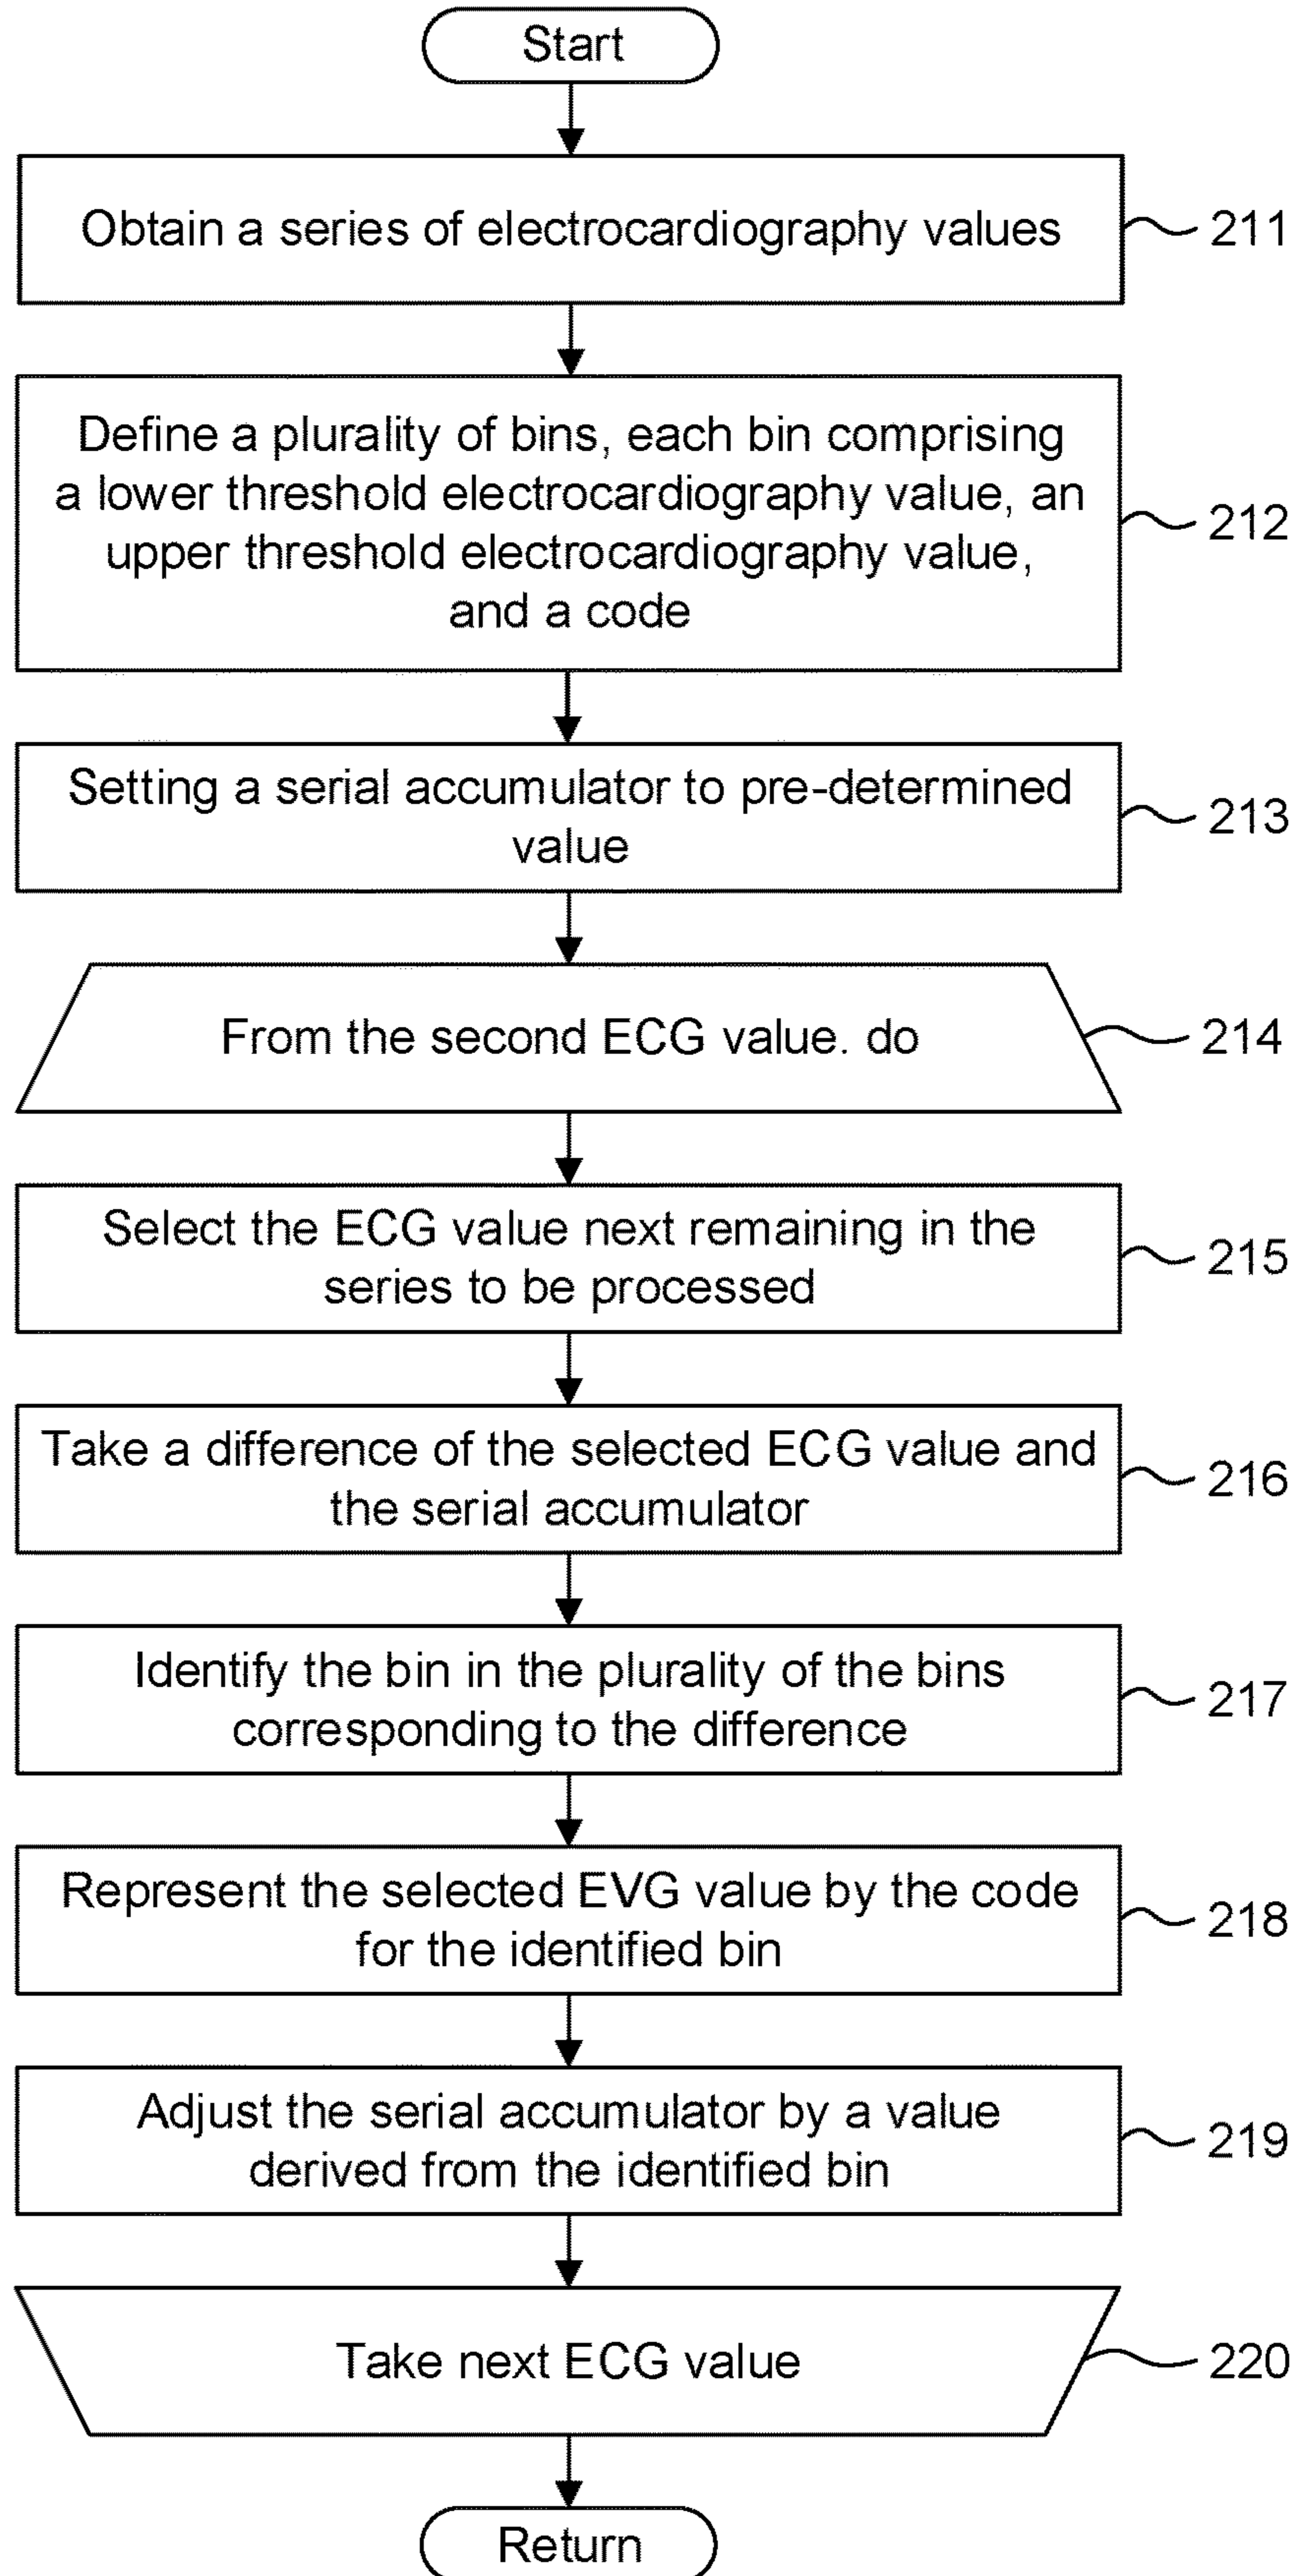 Start
Obtain a series of electrocardiography values
211
Define a plurality of bins, each bin comprising
a lower threshold electrocardiography value, an
upper threshold electrocardiography value,
and a code
212
Setting a serial accumulator to pre-determined
value
213
From the second ECG value. do
214
Select the ECG value next remaining in the
series to be processed
215
Take a difference of the selected ECG value and
the serial accumulator
216
Identify the bin in the plurality of the bins
corresponding to the difference
217
Represent the selected EVG value by the code
for the identified bin
218
Adjust the serial accumulator by a value
derived from the identified bin
219
Take next ECG value
220
Return